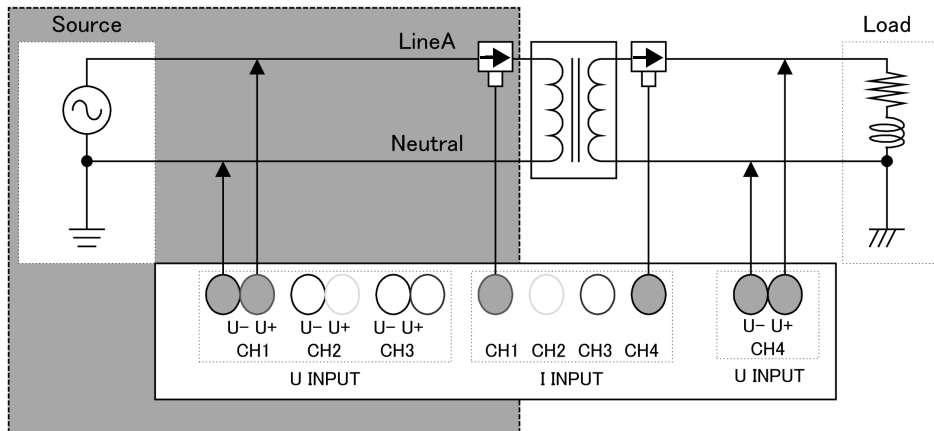 Source
Load
LineA
Neutral
U- U+
U- U+
U- U+
U- U+
CH1
CH2
CH3
CH1
CH2
CH3
CH4
CH4
U INPUT
I INPUT
U INPUT